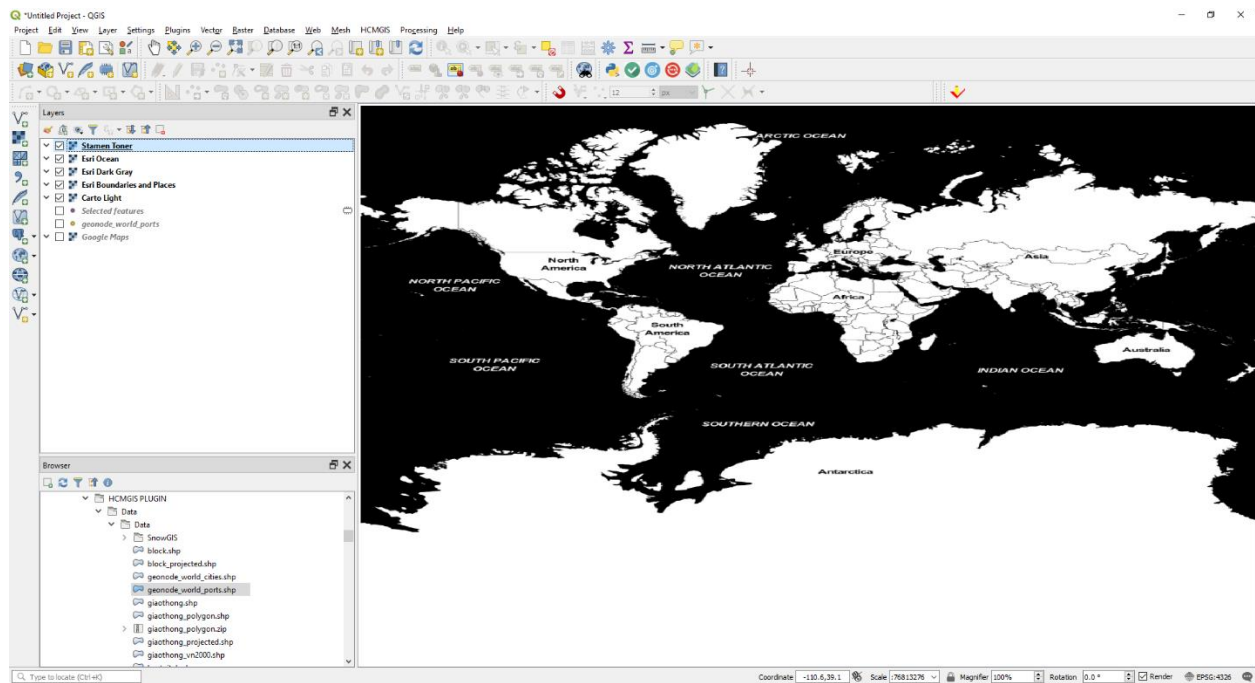 *Untitled Project - QGIS
Project Edit View Layer Settings Plugins Vector Raster Database Web Mesh HCMGIS Processing Help
12 px
Layers
Stamen Toner
Esri Ocean
Esri Dark Gray
Esri Boundaries and Places
Carto Light
Selected features
geonode_world_ports
Google Maps
ARCTIC OCEAN
Europe
Asia
North
America
NORTH ATLANTIC
OCEAN
NORTH PACIFIC
OCEAN
Africa
South
America
Australia
SOUTH PACIFIC
OCEAN
SOUTH ATLANTIC
OCEAN
INDIAN OCEAN
SOUTHERN OCEAN
Antarctica
Browser
HCMGIS PLUGIN
Data
Data
SnowGIS
block.shp
block_projected.shp
geonode_world_cities.shp
geonode_world_ports.shp
giaothong.shp
giaothong_polygon.shp
giaothong_polygon.zip
giaothong_projected.shp
giaothong_vn2000.shp
Type to locate (Ctrl+K)
Coordinate -110.6,39.1 Scale :76813276 Magnifier 100% Rotation 0.0 ° Render EPSG:4326